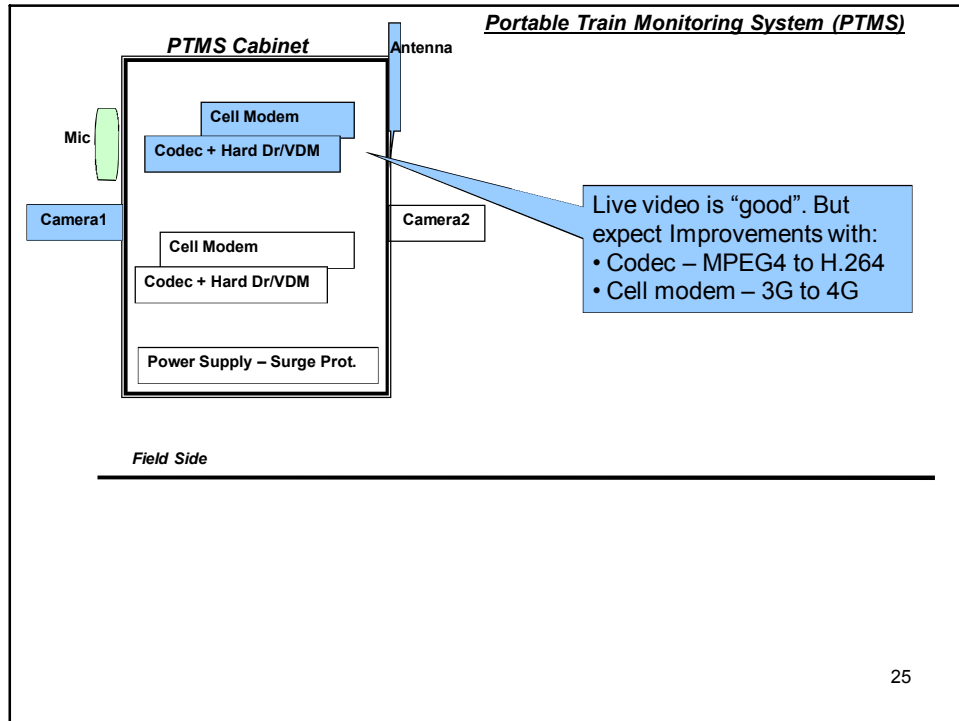 Portable Train Monitoring System (PTMS)
PTMS Cabinet
Antenna
Cell Modem
Mic
Codec + Hard Dr/VDM
Live video is “good”. But
expect Improvements with:
• Codec – MPEG4 to H.264
• Cell modem – 3G to 4G
Camera1
Camera2
Cell Modem
Codec + Hard Dr/VDM
Power Supply – Surge Prot.
Field Side
25